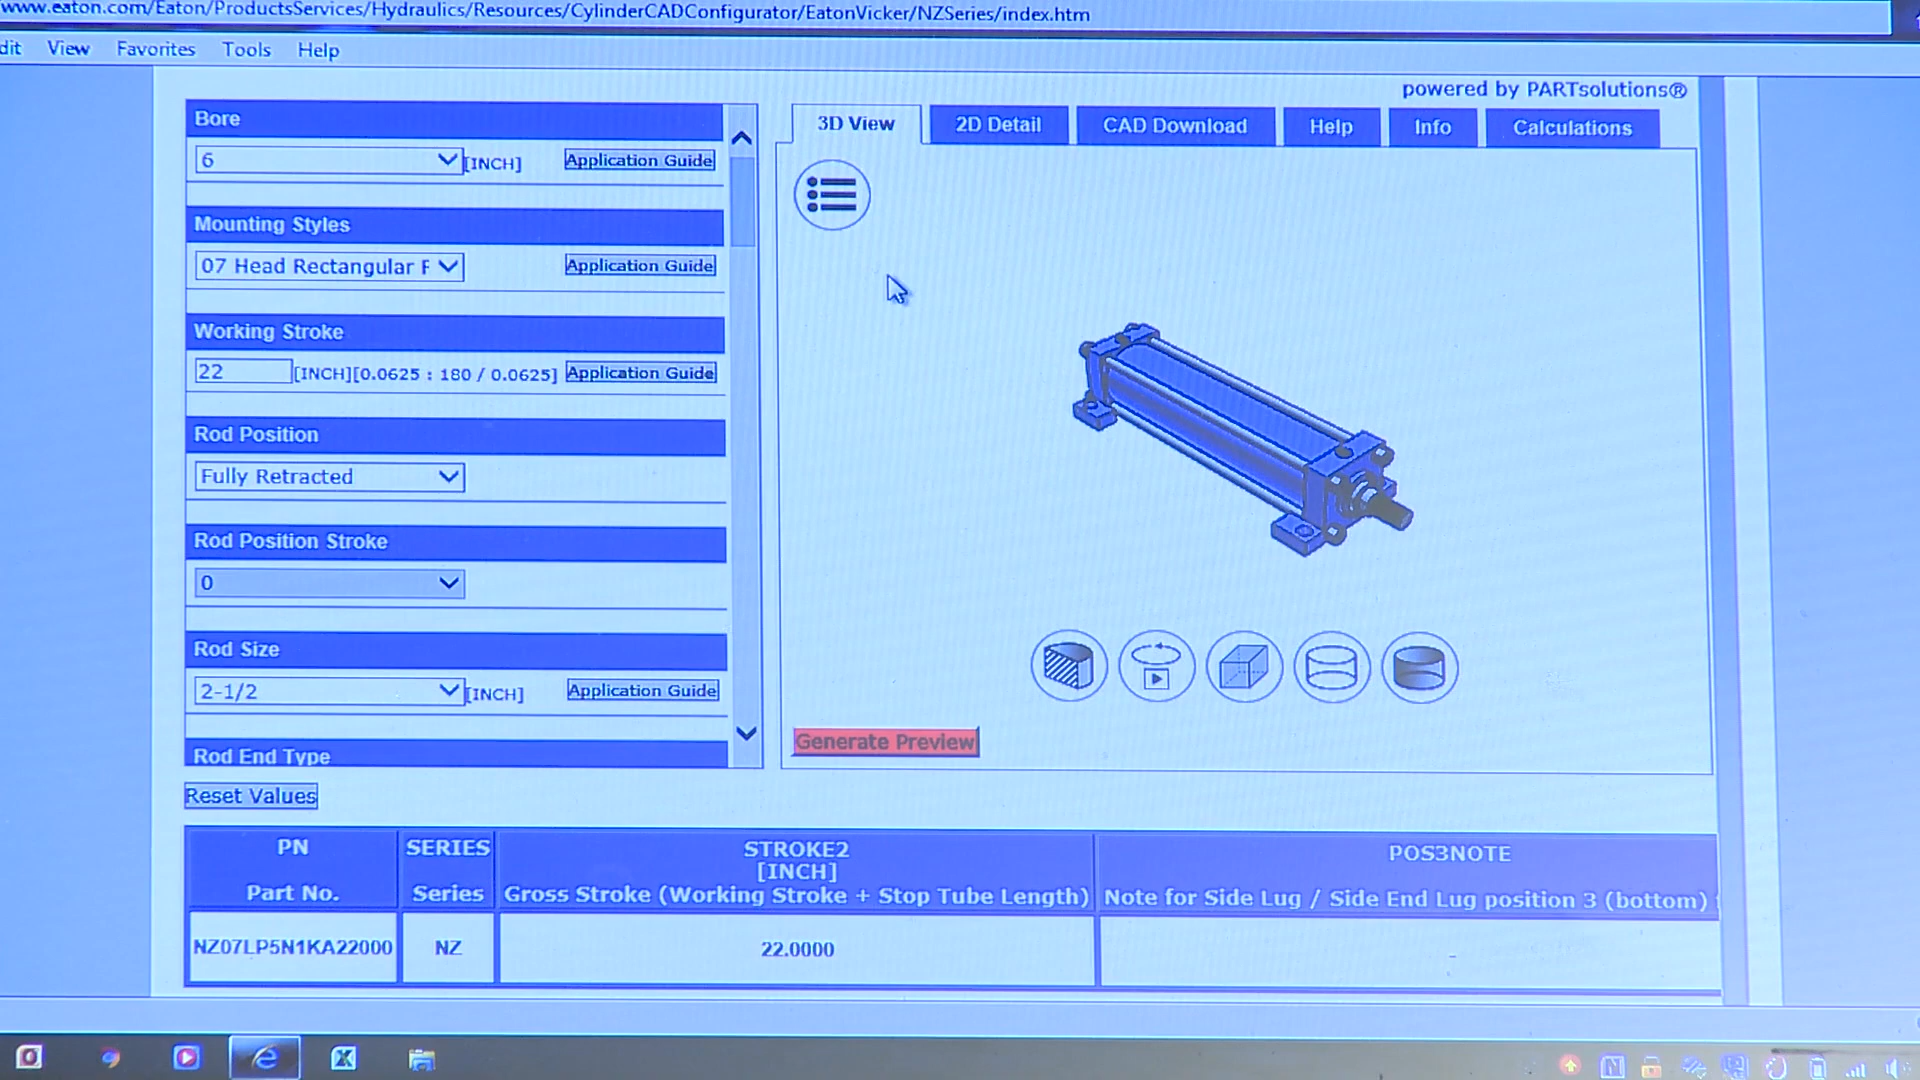 www.eaton.com/Eaton/ProductsServices/Hydraulics/Resources/CylinderCADConfigurator/EatonVicker/NZSeries/index.htm
dit View Favorites Tools Help
powered by PARTsolutions®
Bore
6 [INCH] Application Guide
Mounting Styles
07 Head Rectangular F Application Guide
Working Stroke
22 [INCH][0.0625 : 180 / 0.0625] Application Guide
Rod Position
Fully Retracted
Rod Position Stroke
0
Rod Size
2-1/2 [INCH] Application Guide
Rod End Type
Reset Values
3D View 2D Detail CAD Download Help Info Calculations
Generate Preview
PN SERIES STROKE2 POS3NOTE
[INCH]
Part No. Series Gross Stroke (Working Stroke + Stop Tube Length) Note for Side Lug / Side End Lug position 3 (bottom)
NZ07LP5N1KA22000 NZ 22.0000 -